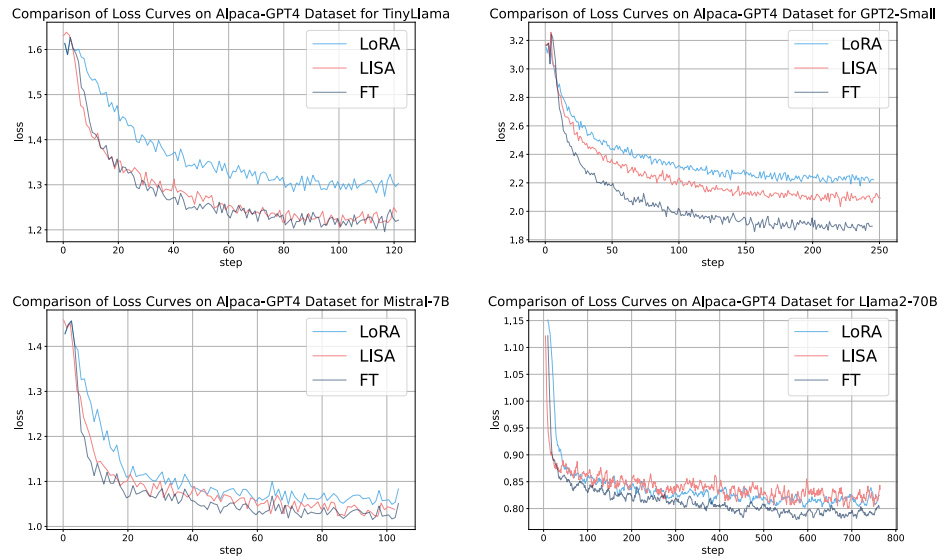 Comparison of Loss Curves on Alpaca-GPT4 Dataset for TinyLlama
1.6
1.5
1.4
1.3
1.2
loss
0
20
40
60
80
100
120
step
LoRA
LISA
FT
Comparison of Loss Curves on Alpaca-GPT4 Dataset for GPT2-Small
3.2
3.0
2.8
2.6
2.4
2.2
2.0
1.8
loss
0
50
100
150
200
250
step
LoRA
LISA
FT
Comparison of Loss Curves on Alpaca-GPT4 Dataset for Mistral-7B
1.4
1.3
1.2
1.1
1.0
loss
0
20
40
60
80
100
step
LoRA
LISA
FT
Comparison of Loss Curves on Alpaca-GPT4 Dataset for Llama2-70B
1.15
1.10
1.05
1.00
0.95
0.90
0.85
0.80
loss
0
100
200
300
400
500
600
700
800
step
LoRA
LISA
FT